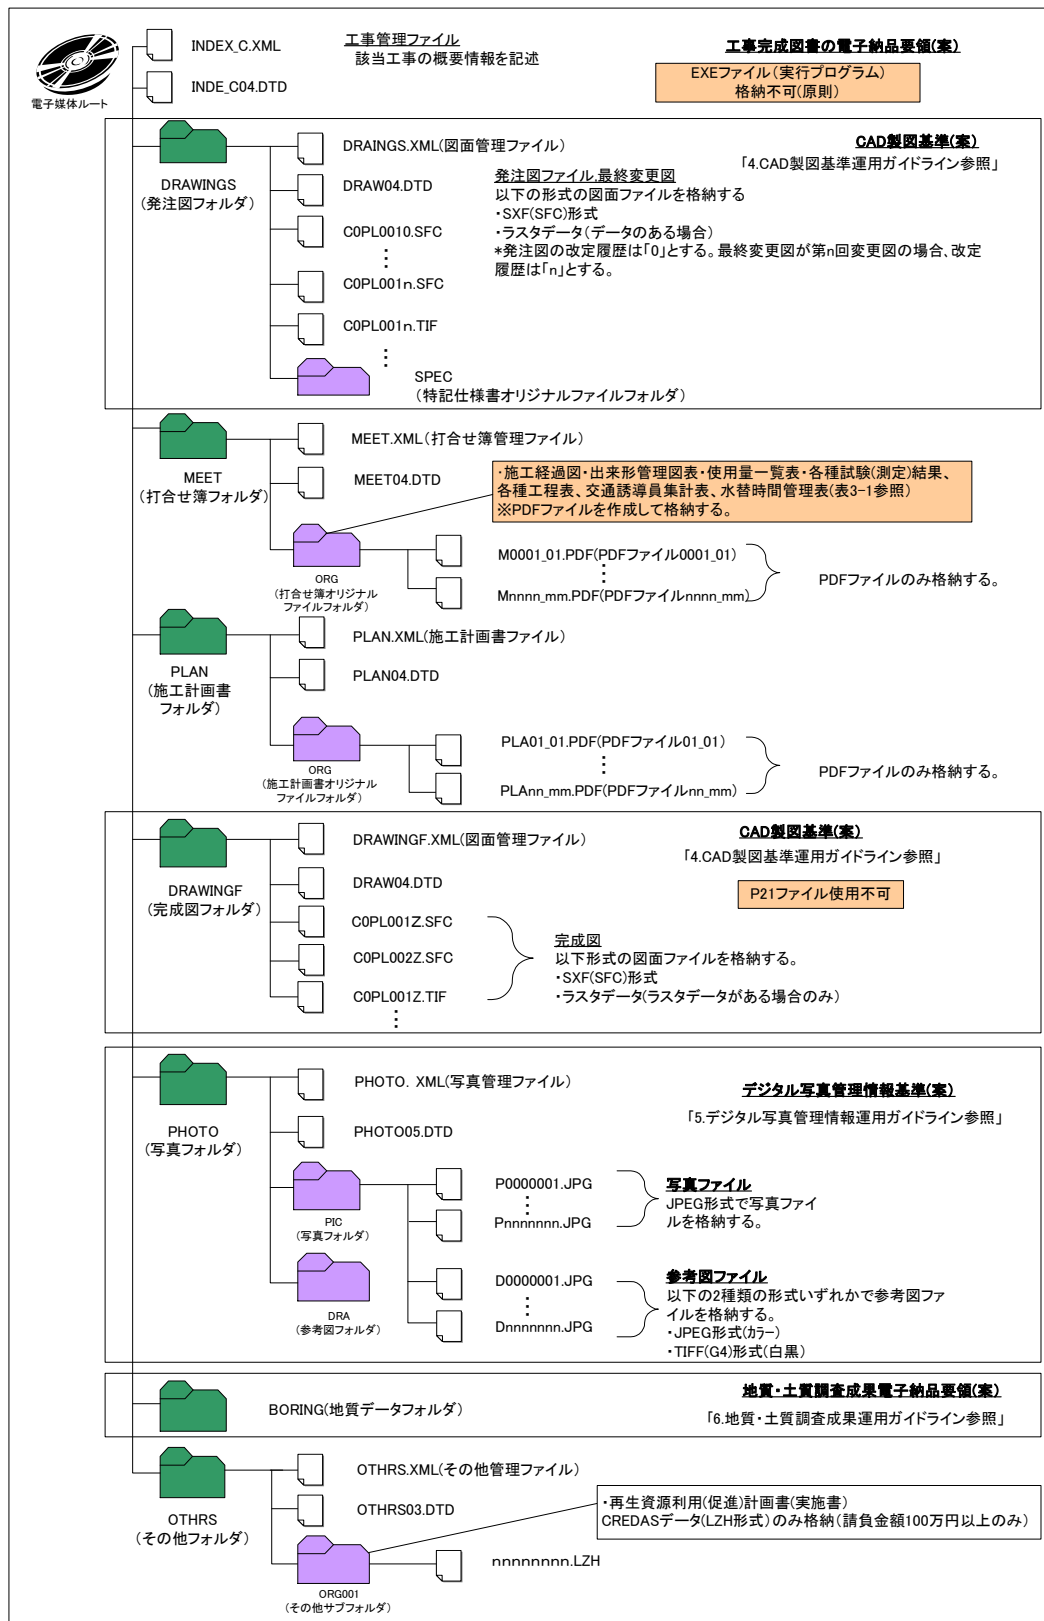 INDEX_C.XML
工事管理ファイル
該当工事の概要情報を記述
工事完成図書の電子納品要領(案)
EXEファイル(実行プログラム)
格納不可(原則)
INDE_C04.DTD
電子媒体ルート
DRAINGS.XML(図面管理ファイル)
CAD製図基準(案)
「4.CAD製図基準運用ガイドライン参照」
DRAWINGS
(発注図フォルダ)
DRAW04.DTD
発注図ファイル,最終変更図
以下の形式の図面ファイルを格納する
・SXF(SFC)形式
・ラスタデータ(データのある場合)
*発注図の改定履歴は「0」とする。最終変更図が第n回変更図の場合、改定
履歴は「n」とする。
C0PL0010.SFC
⋮
C0PL001n.SFC
C0PL001n.TIF
⋮
SPEC
(特記仕様書オリジナルファイルフォルダ)
MEET.XML(打合せ簿管理ファイル)
MEET
(打合せ簿フォルダ)
MEET04.DTD
・施工経過図・出来形管理図表・使用量一覧表・各種試験(測定)結果、
各種工程表、交通誘導員集計表、水替時間管理表(表3-1参照)
※PDFファイルを作成して格納する。
ORG
(打合せ簿オリジナル
ファイルフォルダ)
M0001_01.PDF(PDFファイル0001_01)
⋮
Mnnnn_mm.PDF(PDFファイルnnnn_mm)
PDFファイルのみ格納する。
PLAN.XML(施工計画書ファイル)
PLAN
(施工計画書
フォルダ)
PLAN04.DTD
ORG
(施工計画書オリジナル
ファイルフォルダ)
PLA01_01.PDF(PDFファイル01_01)
⋮
PLAnn_mm.PDF(PDFファイルnn_mm)
PDFファイルのみ格納する。
DRAWINGF.XML(図面管理ファイル)
CAD製図基準(案)
「4.CAD製図基準運用ガイドライン参照」
P21ファイル使用不可
DRAWINGF
(完成図フォルダ)
DRAW04.DTD
C0PL001Z.SFC
C0PL002Z.SFC
C0PL001Z.TIF
⋮
完成図
以下形式の図面ファイルを格納する。
・SXF(SFC)形式
・ラスタデータ(ラスタデータがある場合のみ)
PHOTO. XML(写真管理ファイル)
デジタル写真管理情報基準(案)
「5.デジタル写真管理情報運用ガイドライン参照」
PHOTO
(写真フォルダ)
PHOTO05.DTD
PIC
(写真フォルダ)
P0000001.JPG
⋮
Pnnnnnnn.JPG
写真ファイル
JPEG形式で写真ファイ
ルを格納する。
DRA
(参考図フォルダ)
D0000001.JPG
⋮
Dnnnnnnn.JPG
参考図ファイル
以下の2種類の形式いずれかで参考図ファ
イルを格納する。
・JPEG形式(カラー)
・TIFF(G4)形式(白黒)
BORING(地質データフォルダ)
地質・土質調査成果電子納品要領(案)
「6.地質・土質調査成果運用ガイドライン参照」
OTHRS.XML(その他管理ファイル)
OTHRS
(その他フォルダ)
OTHRS03.DTD
・再生資源利用(促進)計画書(実施書)
CREDASデータ(LZH形式)のみ格納(請負金額100万円以上のみ)
ORG001
(その他サブフォルダ)
nnnnnnnn.LZH